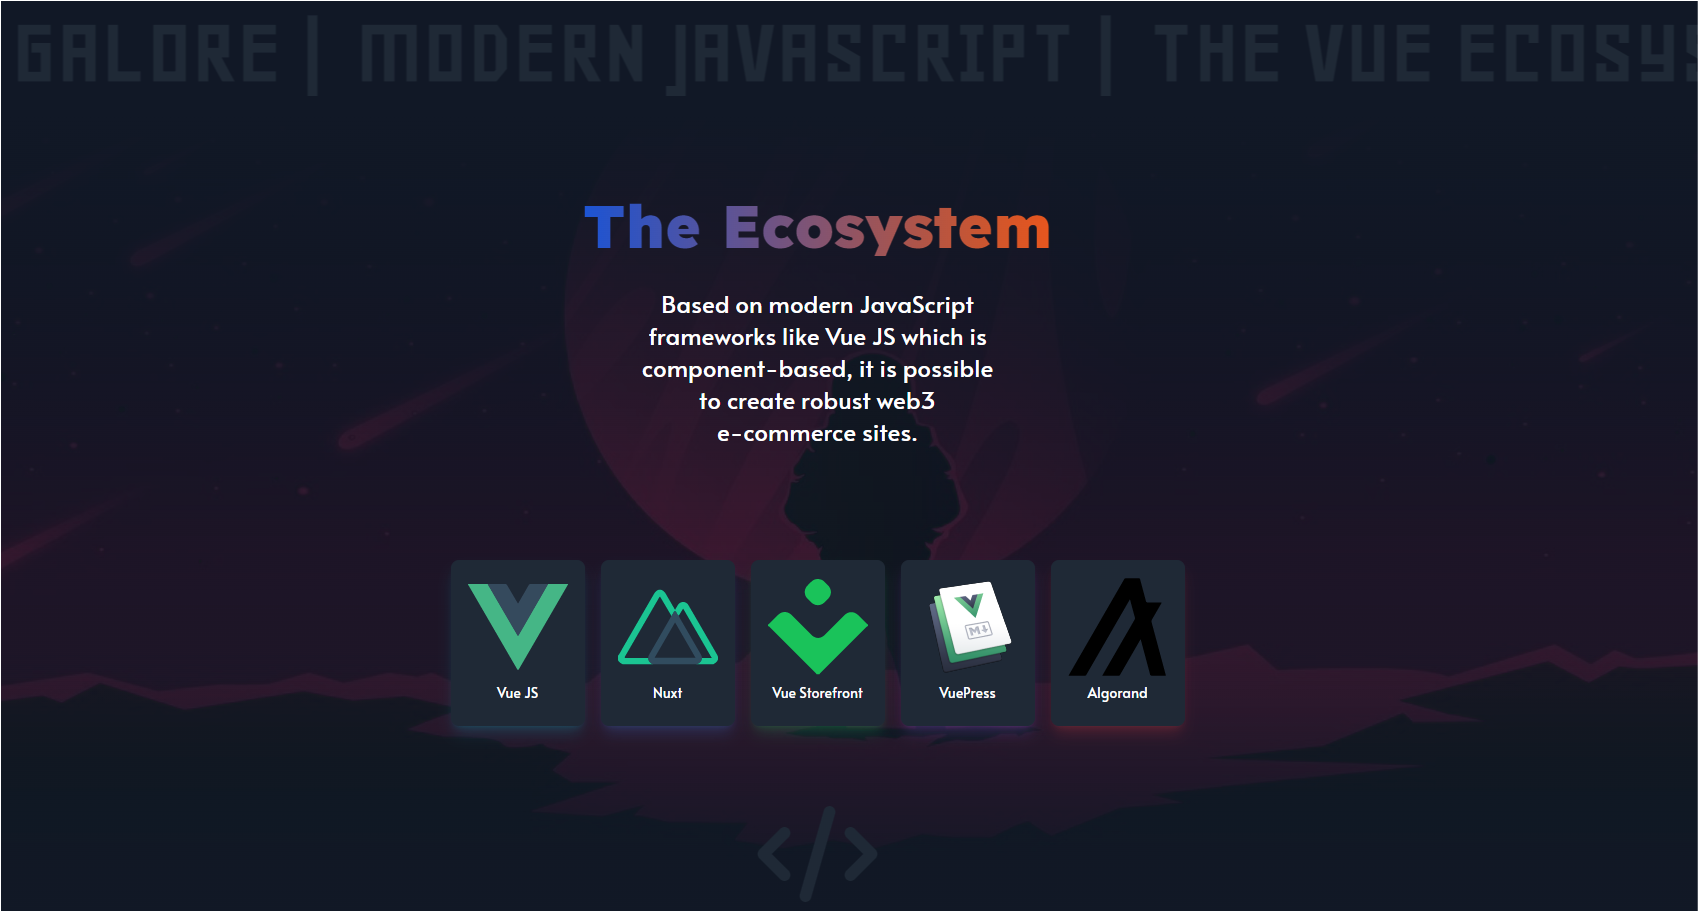 GALORE | MODERN JAVASCRIPT | THE VUE ECOSYS
The Ecosystem
Based on modern JavaScript
frameworks like Vue JS which is
component-based, it is possible
to create robust web3
e-commerce sites.
M
Vue JS
Nuxt
Vue Storefront
VuePress
Algorand
</>